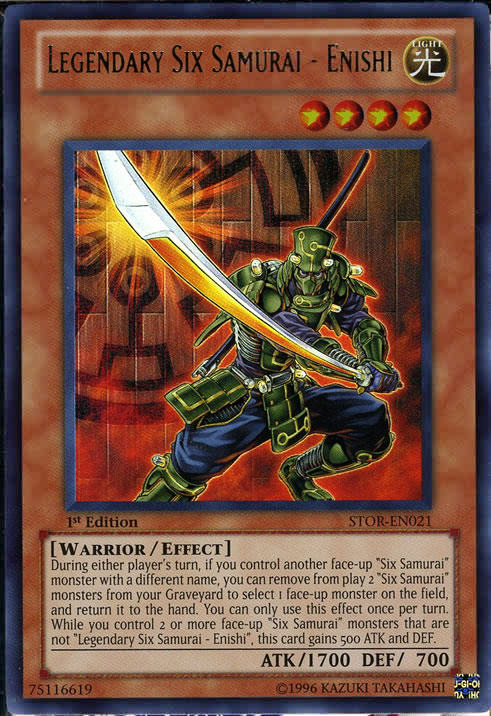 LEGENDARY SIX SAMURAI - ENISHI
LIGHT
光
1st Edition
STOR-EN021
[WARRIOR/EFFECT]
During either player's turn, if you control another face-up "Six Samurai"
monster with a different name, you can remove from play 2 "Six Samurai"
monsters from your Graveyard to select 1 face-up monster on the field,
and return it to the hand. You can only use this effect once per turn.
While you control 2 or more face-up "Six Samurai" monsters that are
not "Legendary Six Samurai - Enishi", this card gains 500 ATK and DEF.
ATK/1700 DEF/ 700
75116619
©1996 KAZUKI TAKAHASHI